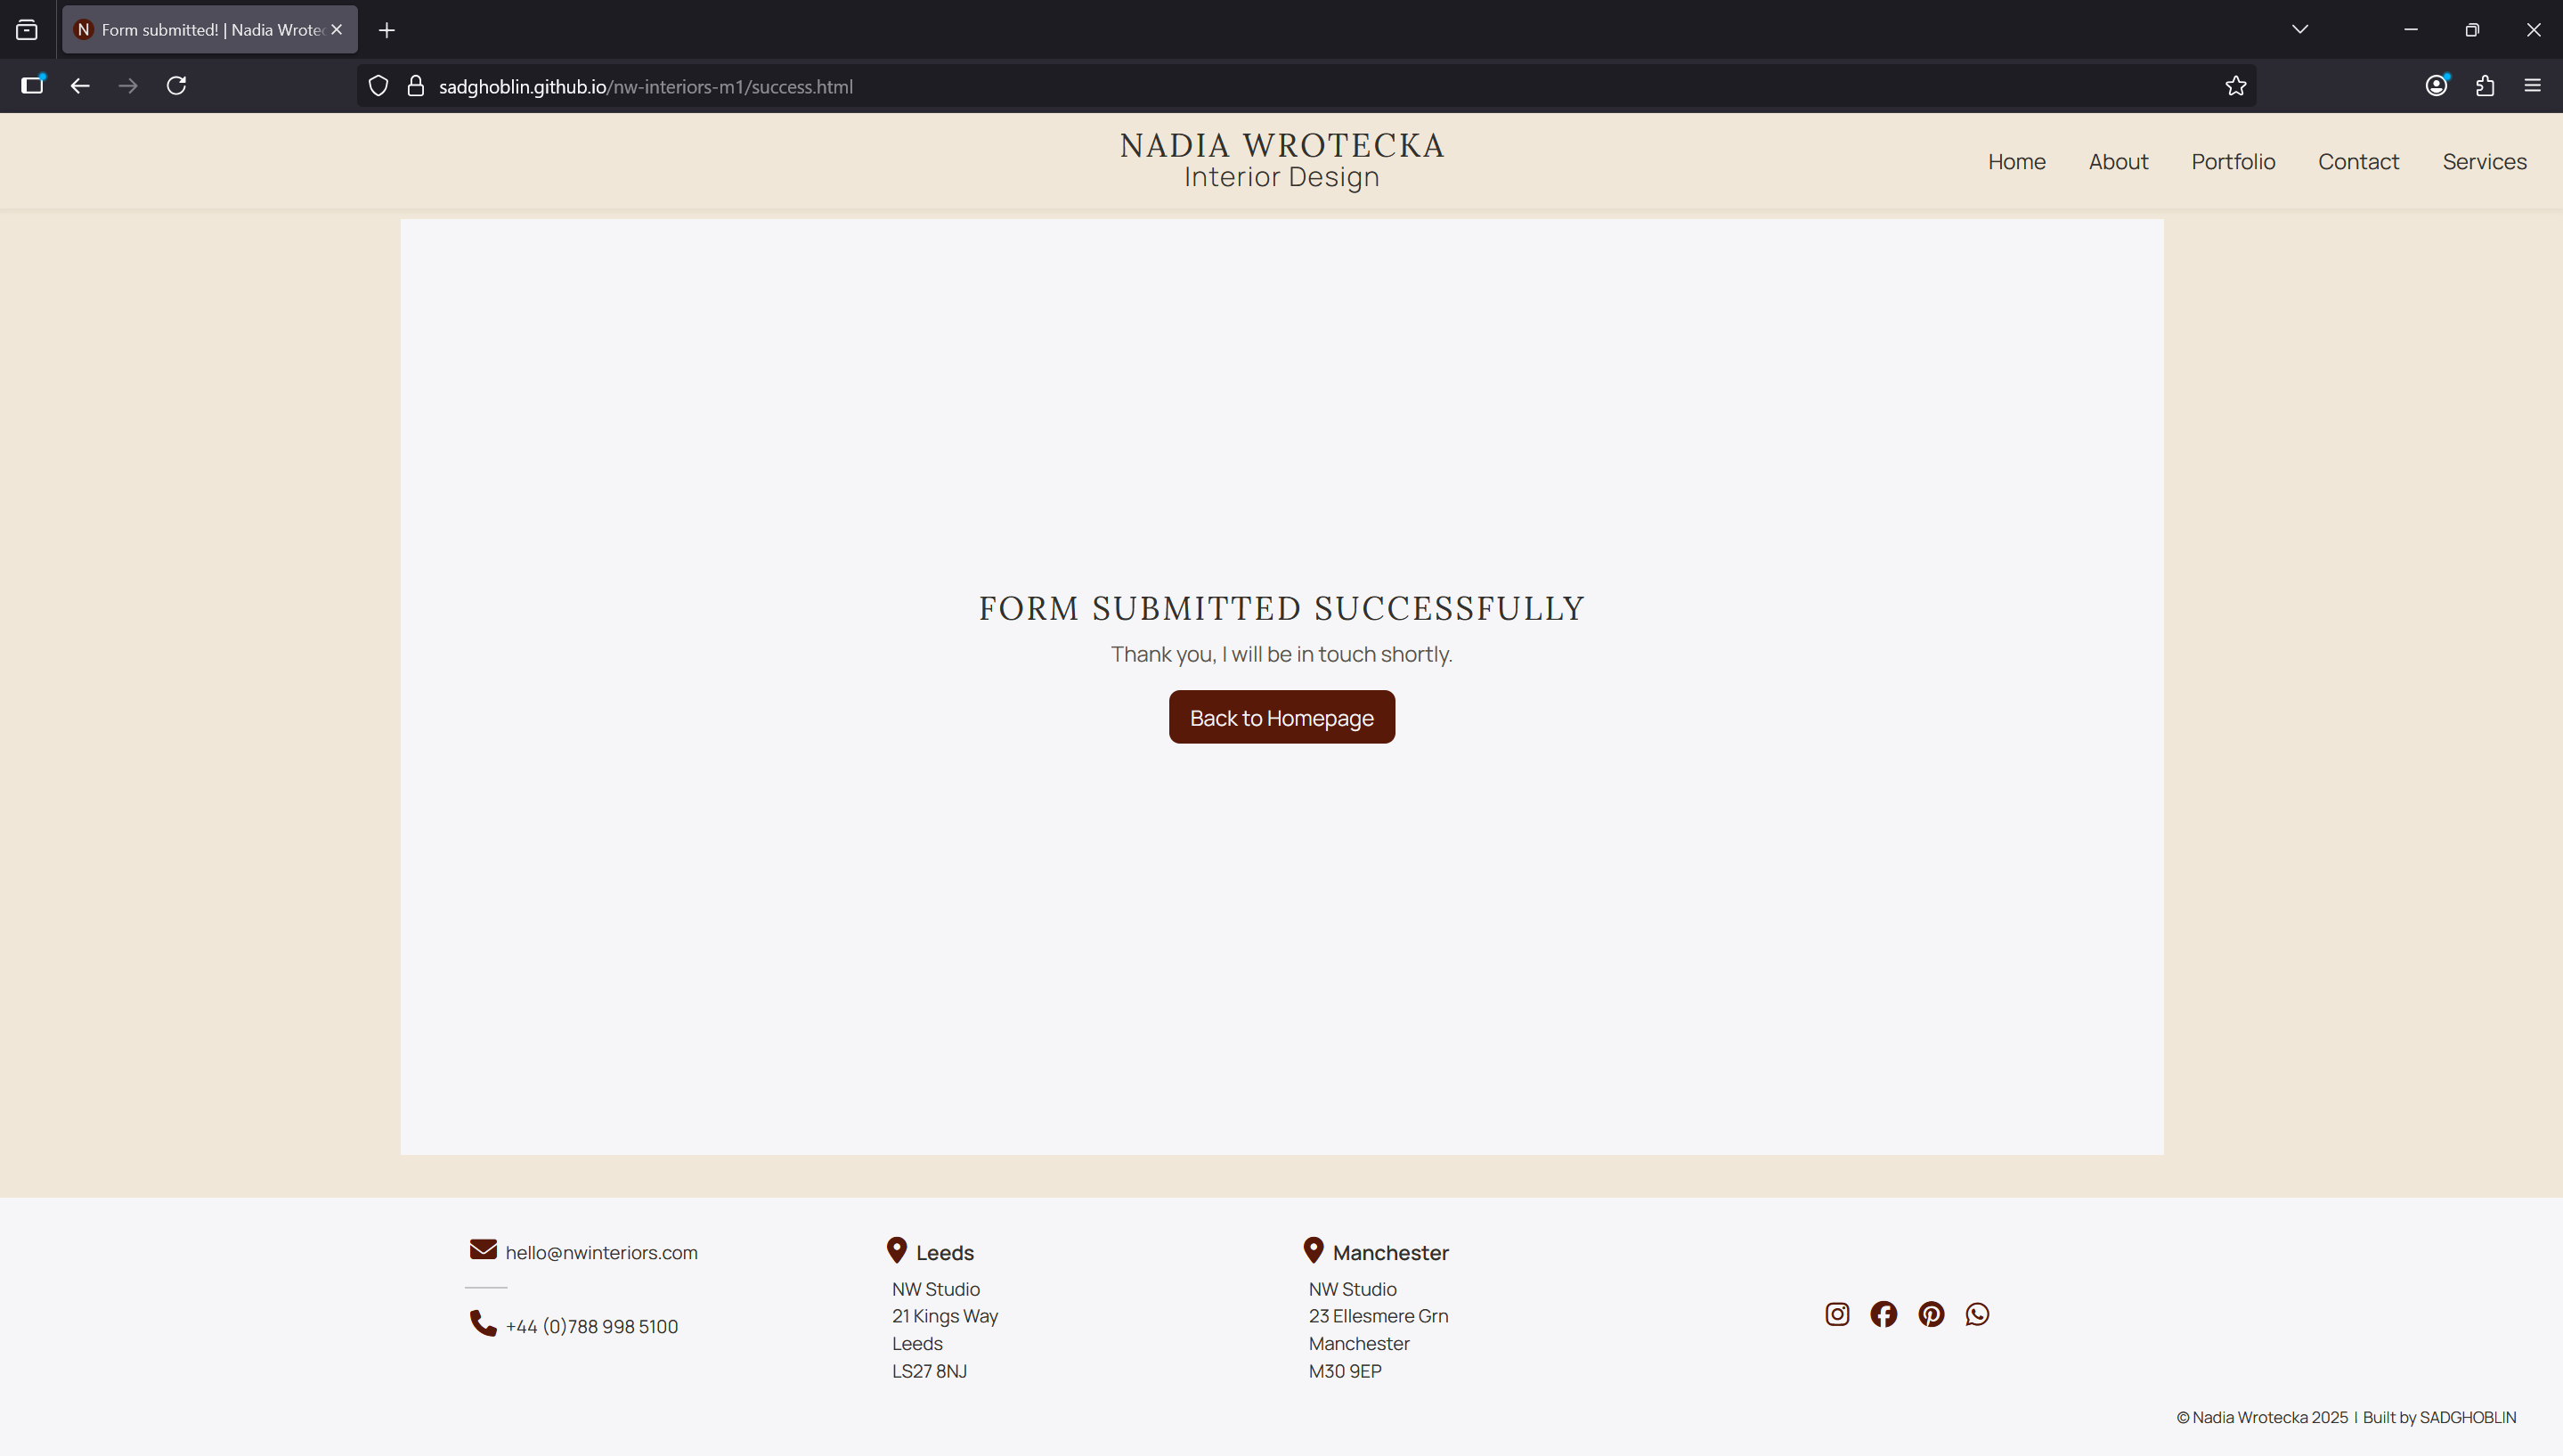 N Form submitted! | Nadia Wrotec
sadghoblin.github.io/nw-interiors-m1/success.html
NADIA WROTECKA
Interior Design
Home About Portfolio Contact Services
FORM SUBMITTED SUCCESSFULLY
Thank you, I will be in touch shortly.
Back to Homepage
hello@nwinteriors.com
+44 (0)788 998 5100
Leeds
NW Studio
21 Kings Way
Leeds
LS27 8NJ
Manchester
NW Studio
23 Ellesmere Grn
Manchester
M30 9EP
© Nadia Wrotecka 2025 | Built by SADGHOBLIN